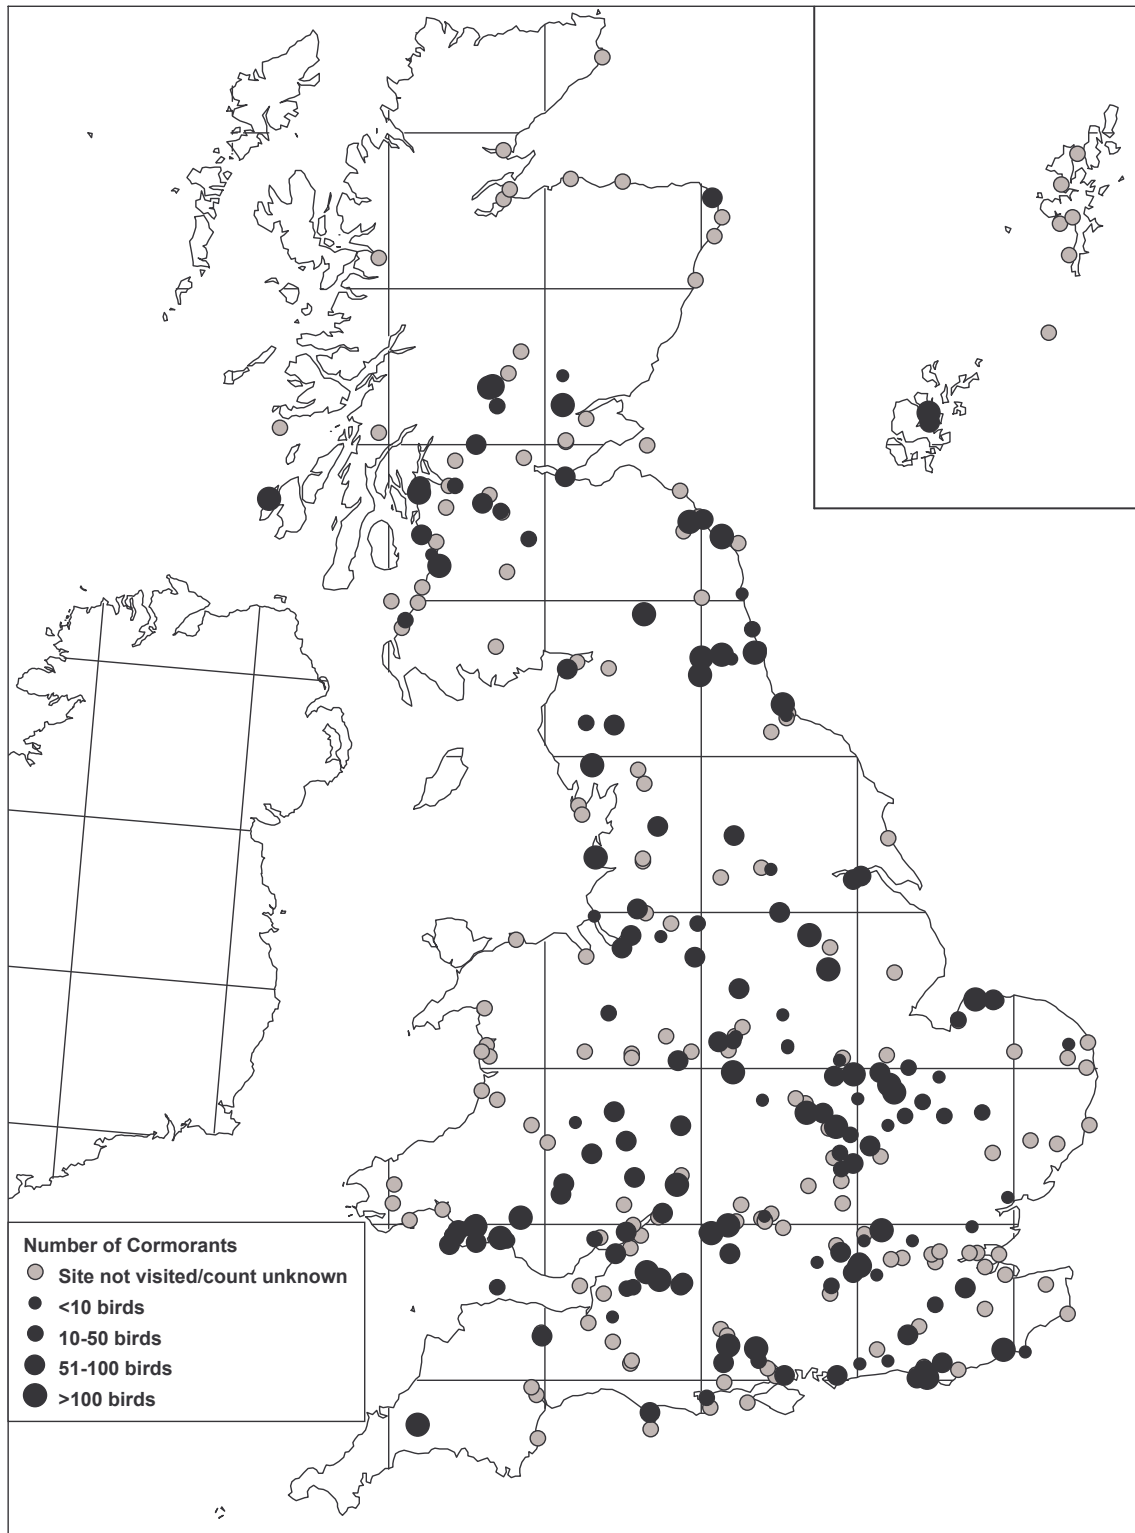 Number of Cormorants
Site not visited/count unknown
<10 birds
10-50 birds
51-100 birds
>100 birds